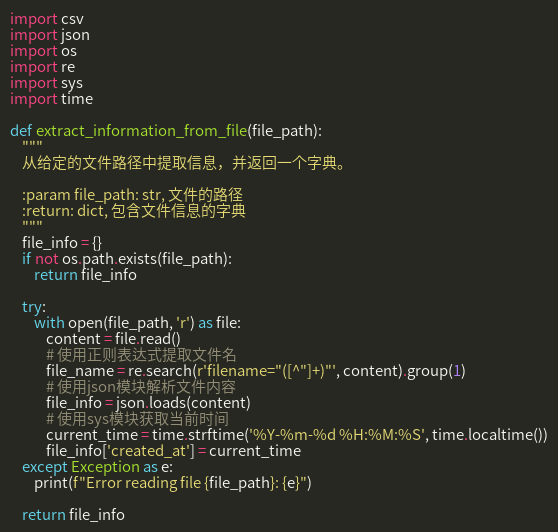 import csv
import json
import os
import re
import sys
import time

def extract_information_from_file(file_path):
    """
    从给定的文件路径中提取信息，并返回一个字典。

    :param file_path: str, 文件的路径
    :return: dict, 包含文件信息的字典
    """
    file_info = {}
    if not os.path.exists(file_path):
        return file_info

    try:
        with open(file_path, 'r') as file:
            content = file.read()
            # 使用正则表达式提取文件名
            file_name = re.search(r'filename="([^"]+)"', content).group(1)
            # 使用json模块解析文件内容
            file_info = json.loads(content)
            # 使用sys模块获取当前时间
            current_time = time.strftime('%Y-%m-%d %H:%M:%S', time.localtime())
            file_info['created_at'] = current_time
    except Exception as e:
        print(f"Error reading file {file_path}: {e}")

    return file_info